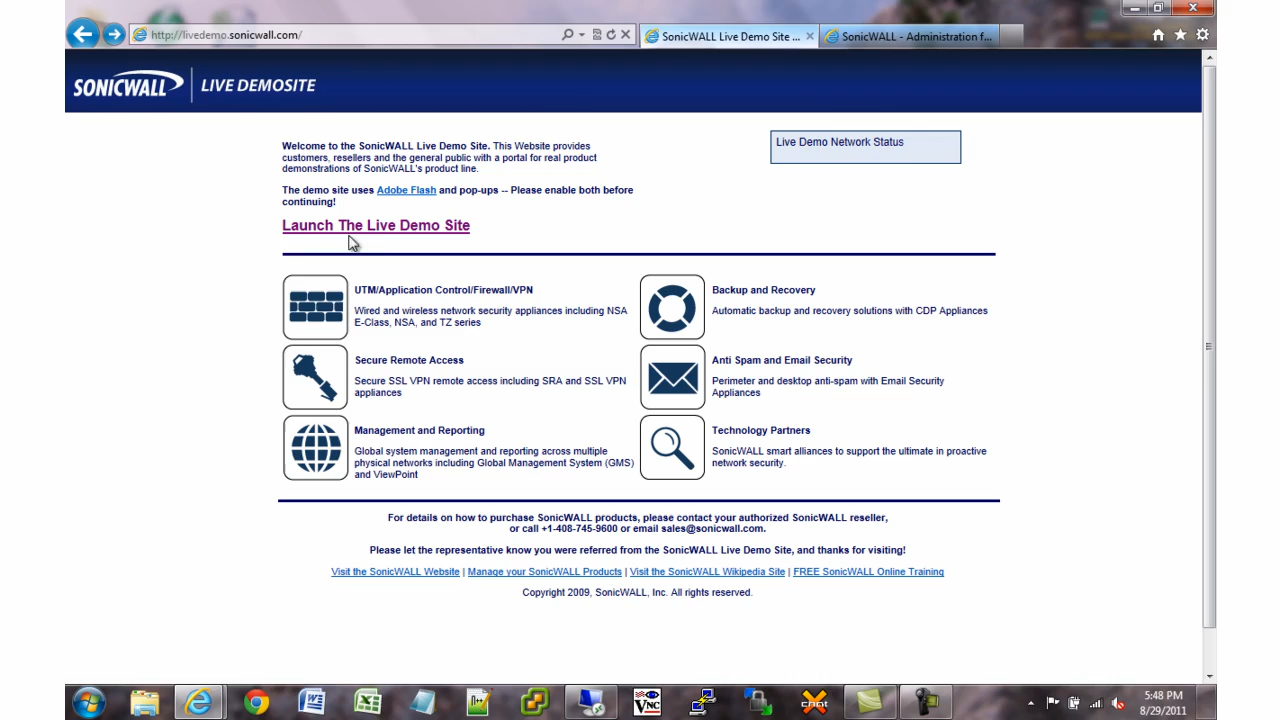 http://livedemo.sonicwall.com/
SonicWALL Live Demo Site ...
SonicWALL - Administration f...
SONICWALL
LIVE DEMOSITE
Welcome to the SonicWALL Live Demo Site. This Website provides
customers, resellers and the general public with a portal for real product
demonstrations of SonicWALL's product line.
The demo site uses Adobe Flash and pop-ups -- Please enable both before
continuing!
Launch The Live Demo Site
Live Demo Network Status
UTM/Application Control/Firewall/VPN
Wired and wireless network security appliances including NSA
E-Class, NSA, and TZ series
Backup and Recovery
Automatic backup and recovery solutions with CDP Appliances
Secure Remote Access
Secure SSL VPN remote access including SRA and SSL VPN
appliances
Anti Spam and Email Security
Perimeter and desktop anti-spam with Email Security
Appliances
Management and Reporting
Global system management and reporting across multiple
physical networks including Global Management System (GMS)
and ViewPoint
Technology Partners
SonicWALL smart alliances to support the ultimate in proactive
network security.
For details on how to purchase SonicWALL products, please contact your authorized SonicWALL reseller,
or call +1-408-745-9600 or email sales@sonicwall.com.
Please let the representative know you were referred from the SonicWALL Live Demo Site, and thanks for visiting!
Visit the SonicWALL Website | Manage your SonicWALL Products | Visit the SonicWALL Wikipedia Site | FREE SonicWALL Online Training
Copyright 2009, SonicWALL, Inc. All rights reserved.
VNC
chat
5:48 PM
8/29/2011